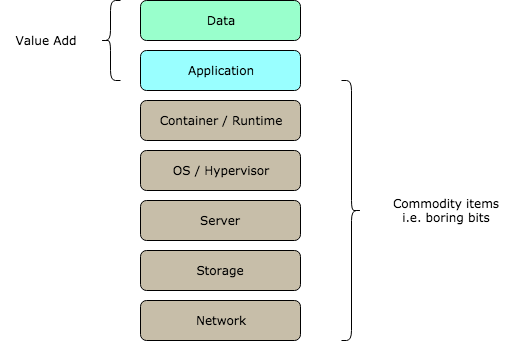 Data
Value Add
Application
Container / Runtime
OS / Hypervisor
Commodity items
i.e. boring bits
Server
Storage
Network